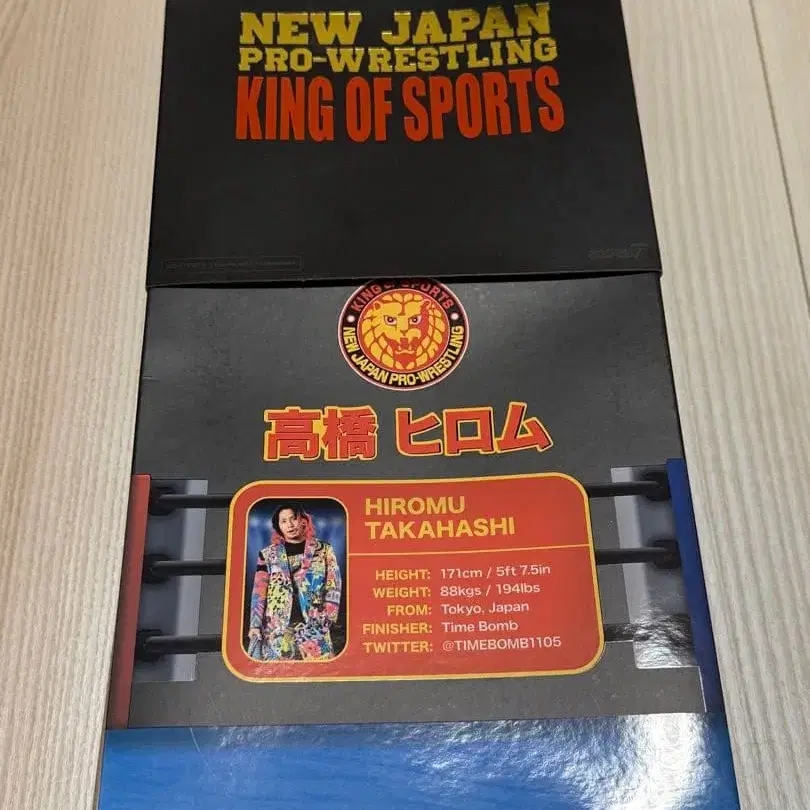 NEW JAPAN
PRO-WRESTLING
KING OF SPORTS
KING OF SPORTS
NEW JAPAN PRO-WRESTLING
高橋 ヒロム
HIROMU
TAKAHASHI
HEIGHT: 171cm / 5ft 7.5in
WEIGHT: 88kgs / 194lbs
FROM: Tokyo, Japan
FINISHER: Time Bomb
TWITTER: @TIMEBOMB1105